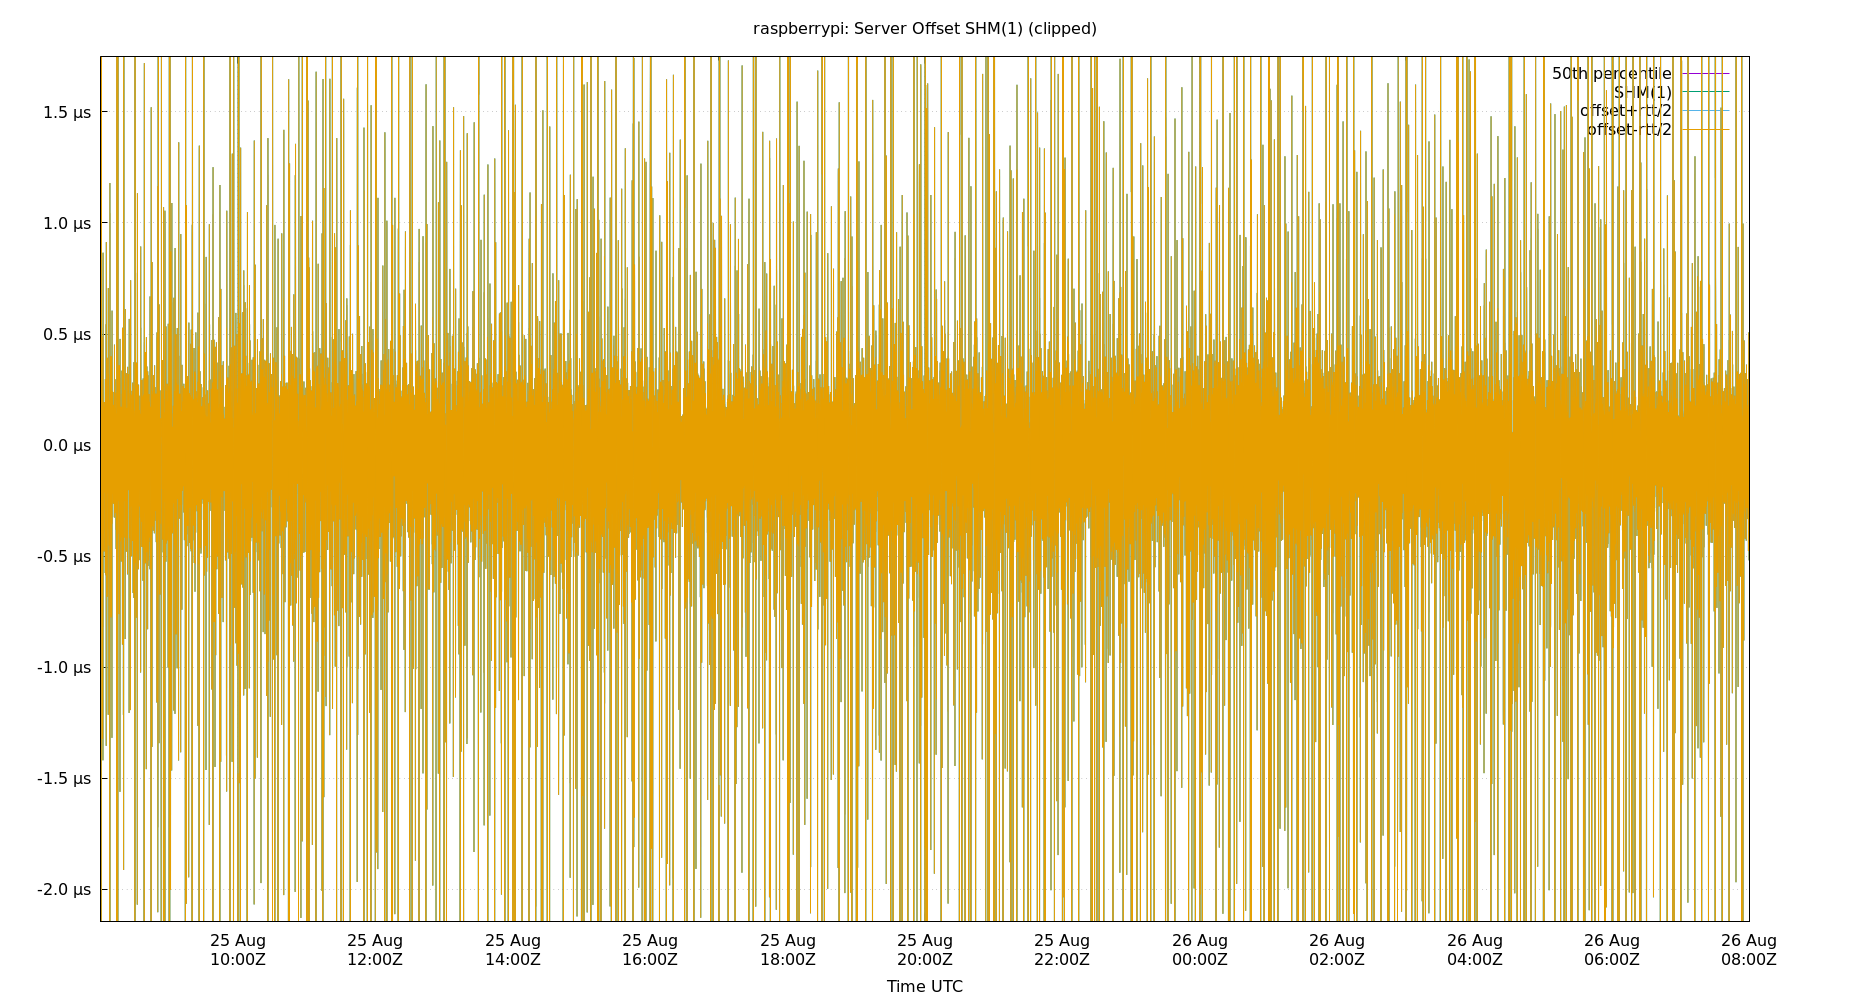 raspberrypi: Server Offset SHM(1) (clipped)
50th percentile
SHM(1)
offset+rtt/2
offset-rtt/2
1.5 µs
1.0 µs
0.5 µs
0.0 µs
-0.5 µs
-1.0 µs
-1.5 µs
-2.0 µs
25 Aug 25 Aug 25 Aug 25 Aug 25 Aug 25 Aug 25 Aug 26 Aug 26 Aug 26 Aug 26 Aug 26 Aug
10:00Z 12:00Z 14:00Z 16:00Z 18:00Z 20:00Z 22:00Z 00:00Z 02:00Z 04:00Z 06:00Z 08:00Z
Time UTC